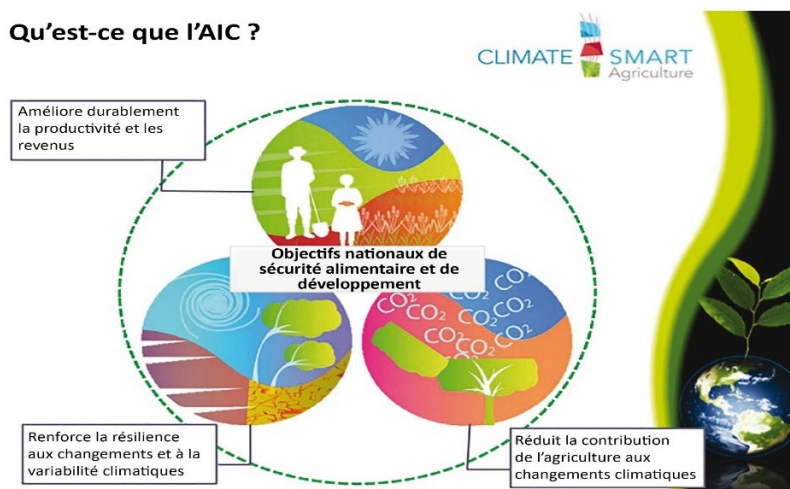 Qu’est-ce que l’AIC ?
CLIMATE SMART
Agriculture
Améliore durablement
la productivité et les
revenus
Objectifs nationaux de
sécurité alimentaire et de
développement
CO₂
CO₂ CO₂
CO₂ CO₂ CO₂
CO₂ CO₂ CO₂
CO₂ CO₂
Renforce la résilience
aux changements et à la
variabilité climatiques
Réduit la contribution
de l’agriculture aux
changements climatiques